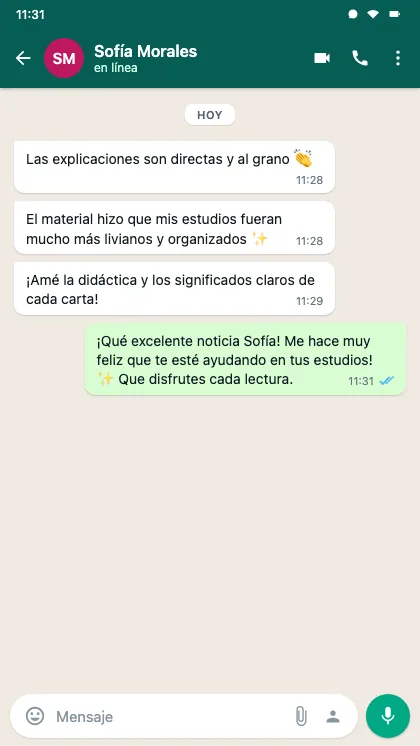 11:31
SM
Sofía Morales
en línea
HOY
Las explicaciones son directas y al grano 👏
11:28
El material hizo que mis estudios fueran
mucho más livianos y organizados ✨
11:28
¡Amé la didáctica y los significados claros de
cada carta!
11:29
¡Qué excelente noticia Sofía! Me hace muy
feliz que te esté ayudando en tus estudios!
✨ Que disfrutes cada lectura.
11:31
Mensaje